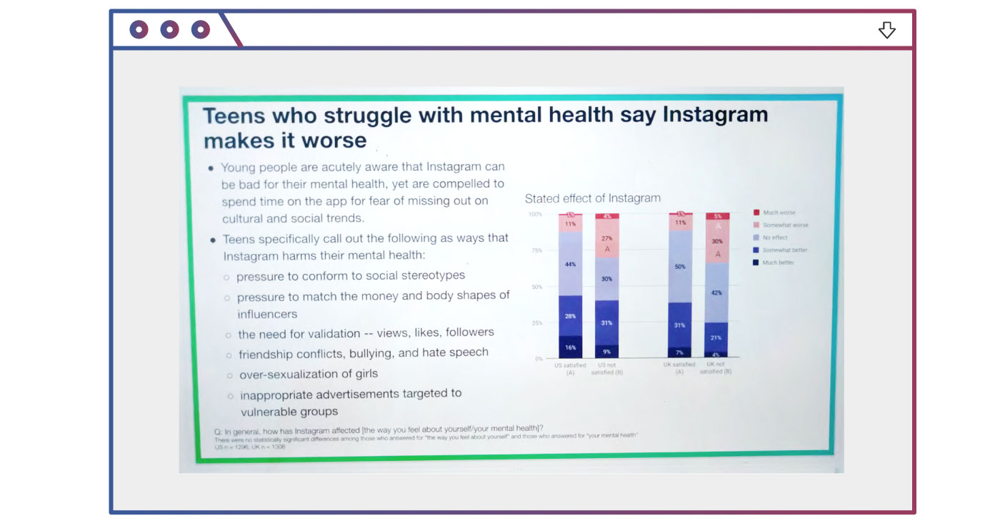 Teens who struggle with mental health say Instagram
makes it worse
• Young people are acutely aware that Instagram can
be bad for their mental health, yet are compelled to
spend time on the app for fear of missing out on
cultural and social trends.
• Teens specifically call out the following as ways that
Instagram harms their mental health:
○ pressure to conform to social stereotypes
○ pressure to match the money and body shapes of
influencers
○ the need for validation -- views, likes, followers
○ friendship conflicts, bullying, and hate speech
○ over-sexualization of girls
○ inappropriate advertisements targeted to
vulnerable groups
Stated effect of Instagram
100%
75%
50%
25%
0%
1%
11%
44%
28%
16%
US satisfied
(A)
4%
27%
A
30%
31%
9%
US not
satisfied (B)
1%
11%
50%
31%
7%
UK satisfied
(A)
5%
A
30%
A
42%
21%
4%
UK not
satisfied (B)
Much worse
Somewhat worse
No effect
Somewhat better
Much better
Q: In general, how has Instagram affected [the way you feel about yourself/your mental health]?
There were no statistically significant differences among those who answered for "the way you feel about yourself" and those who answered for "your mental health"
US n = 1296, UK n = 1308